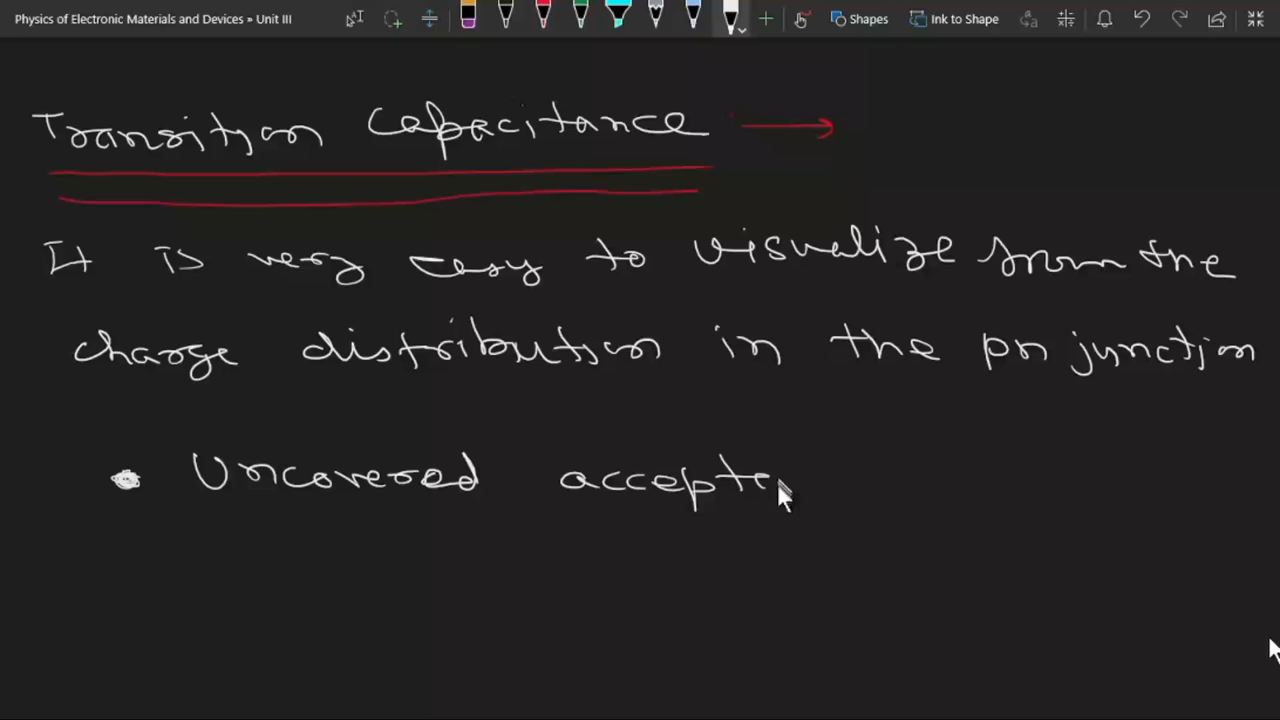 Physics of Electronic Materials and Devices » Unit III
Shapes
Ink to Shape
Transition Capacitance
It is very easy to visualize from the
charge distribution in the pn junction
Uncovered accepte